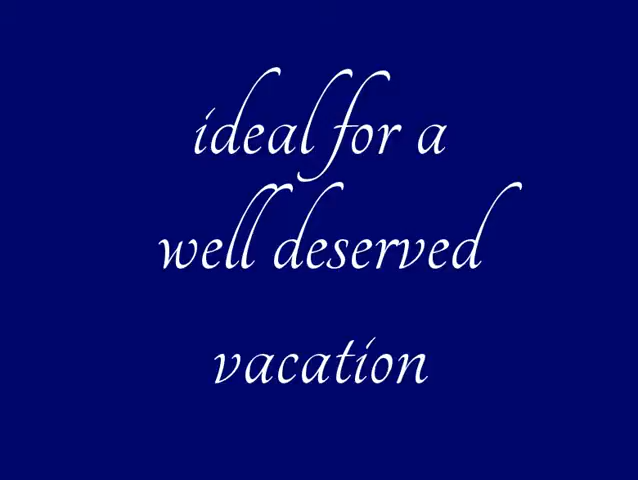 ideal for a
well deserved
vacation